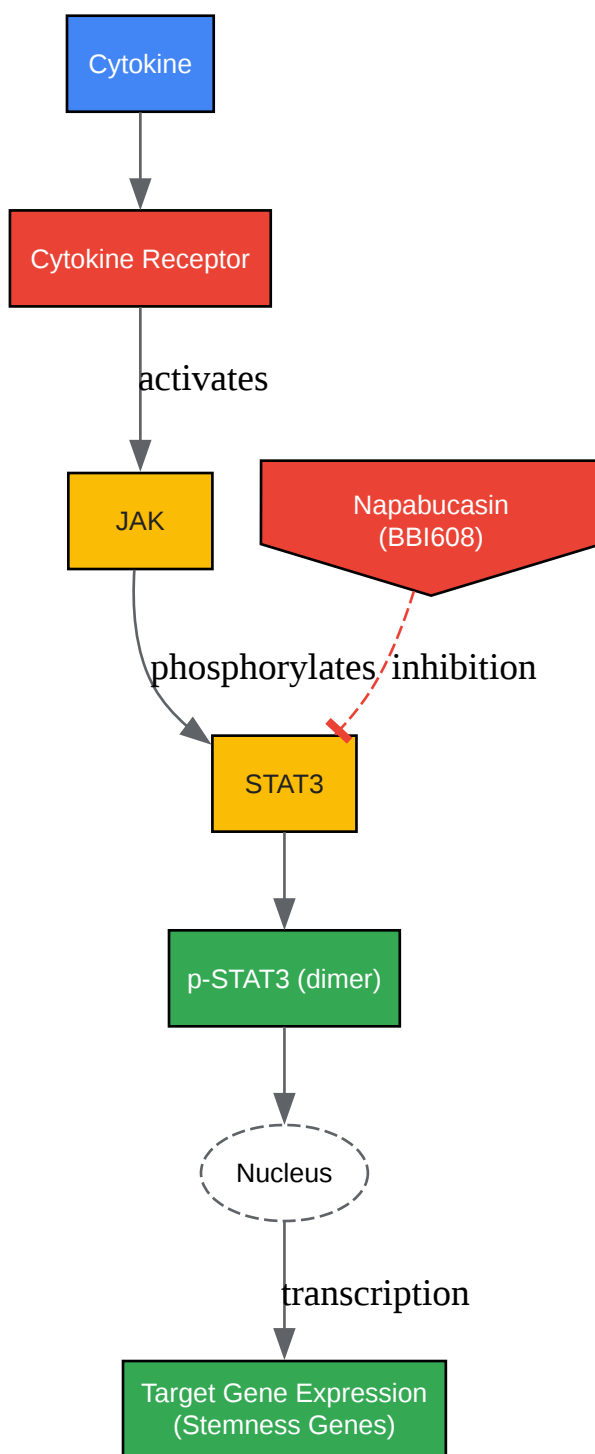 Cytokine
Cytokine Receptor
activates
JAK
Napabucasin
(BBI608)
phosphorylates
inhibition
STAT3
p-STAT3 (dimer)
Nucleus
transcription
Target Gene Expression
(Stemness Genes)